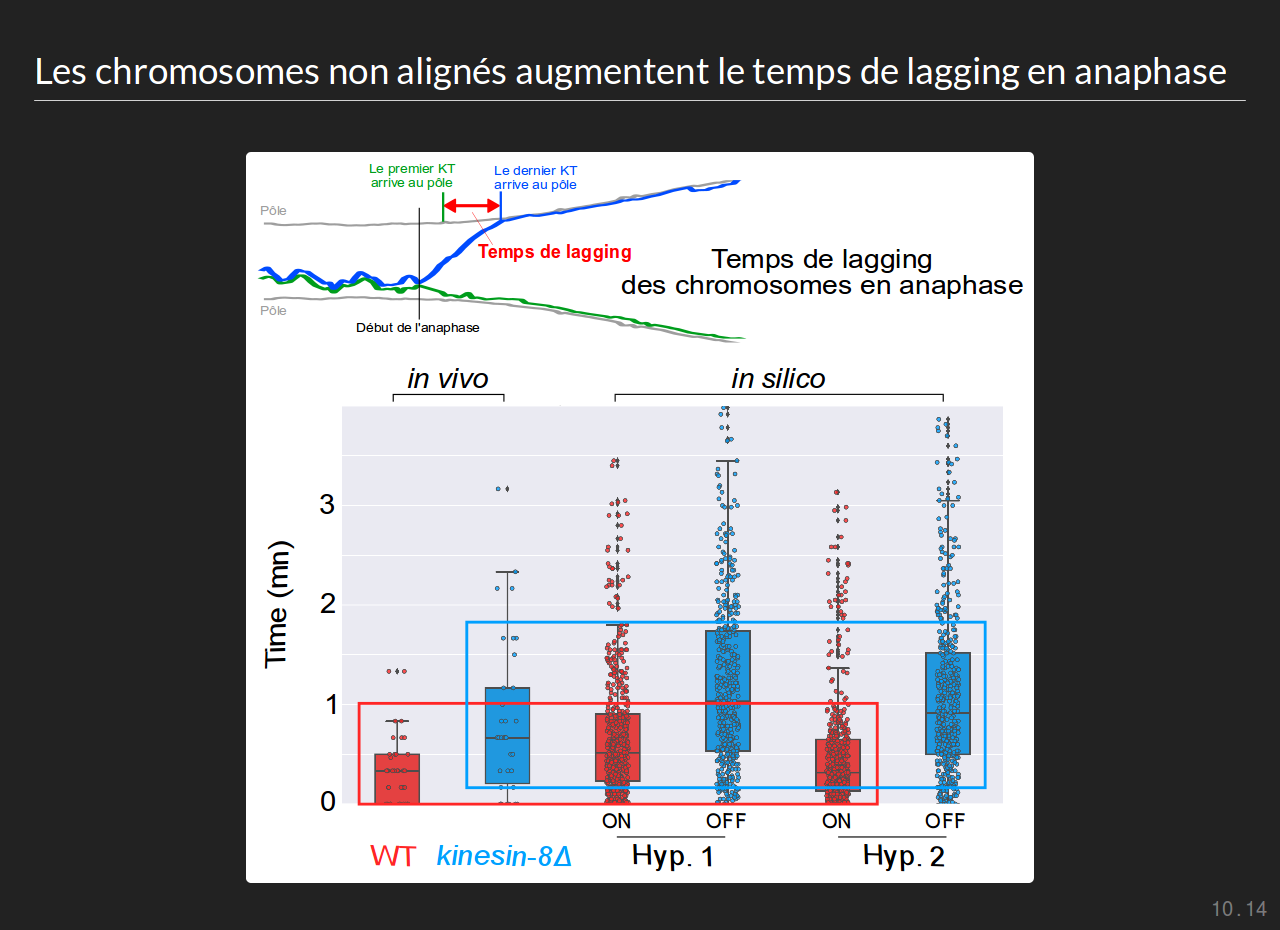 Les chromosomes non alignés augmentent le temps de lagging en anaphase
Le premier KT
arrive au pôle
Le dernier KT
arrive au pôle
Pôle
Temps de lagging
Temps de lagging
des chromosomes en anaphase
Pôle
Début de l'anaphase
in vivo
in silico
Time (mn)
3
2
1
0
ON
OFF
ON
OFF
WT
kinesin-8Δ
Hyp. 1
Hyp. 2
10.14